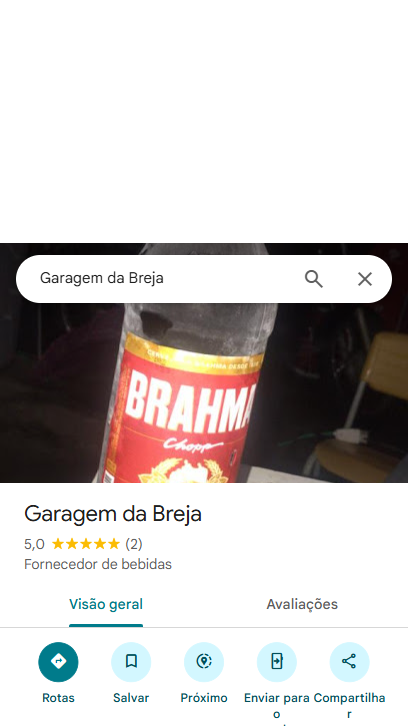 Garagem da Breja
BRAHMA
Chopp
Garagem da Breja
5,0 (2)
Fornecedor de bebidas
Visão geral
Avaliações
Rotas
Salvar
Próximo
Enviar para o
Compartilhar